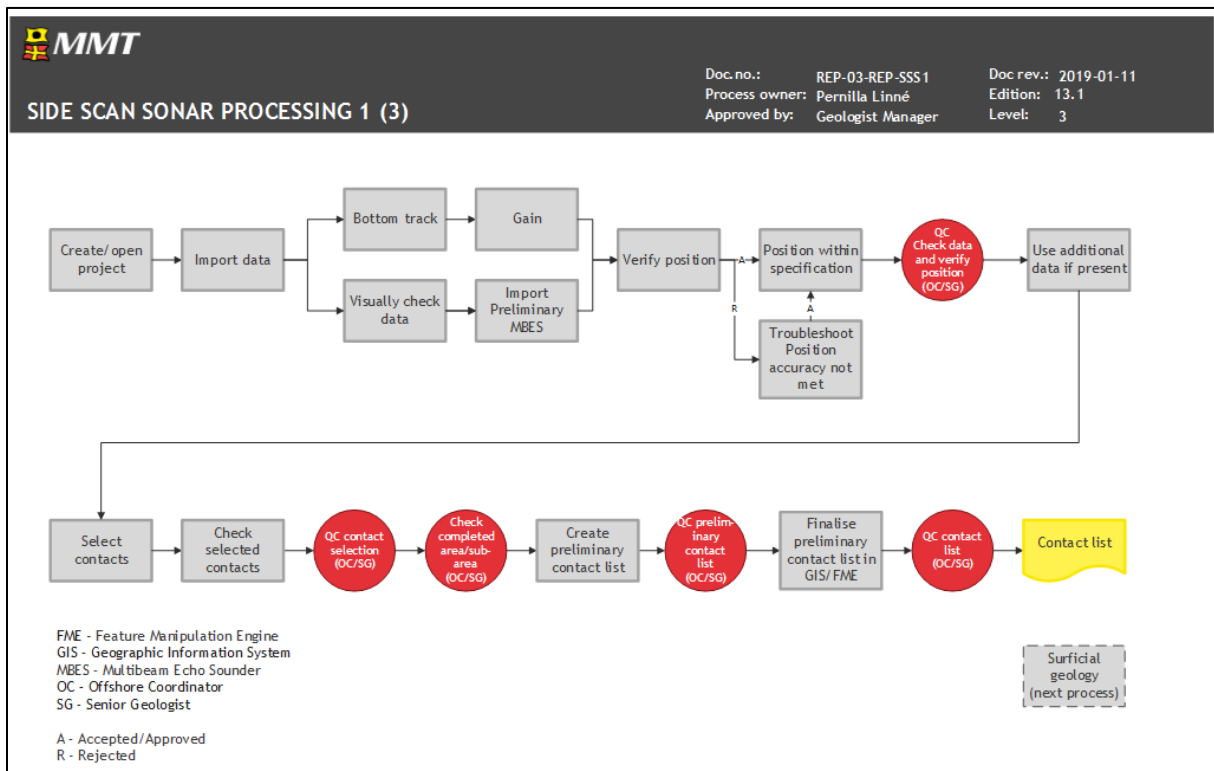 MMT
SIDE SCAN SONAR PROCESSING 1 (3)
Doc.no.: REP-03-REP-SSS1
Process owner: Pernilla Linné
Approved by: Geologist Manager
Doc rev.: 2019-01-11
Edition: 13.1
Level: 3
Create/open
project
Import data
Bottom track
Gain
Visually check
data
Import
Preliminary
MBES
Verify position
A
R
Position within
specification
A
Troubleshoot
Position
accuracy not
met
QC
Check data
and verify
position
(OC/SG)
Use additional
data if present
Select
contacts
Check
selected
contacts
QC contact
selection
(OC/SG)
Check
completed
area/sub-
area
(OC/SG)
Create
preliminary
contact list
QC prelim-
inary
contact
list
(OC/SG)
Finalise
preliminary
contact list in
GIS/FME
QC contact
list
(OC/SG)
Contact list
FME - Feature Manipulation Engine
GIS - Geographic Information System
MBES - Multibeam Echo Sounder
OC - Offshore Coordinator
SG - Senior Geologist
A - Accepted/Approved
R - Rejected
Surficial
geology
(next process)